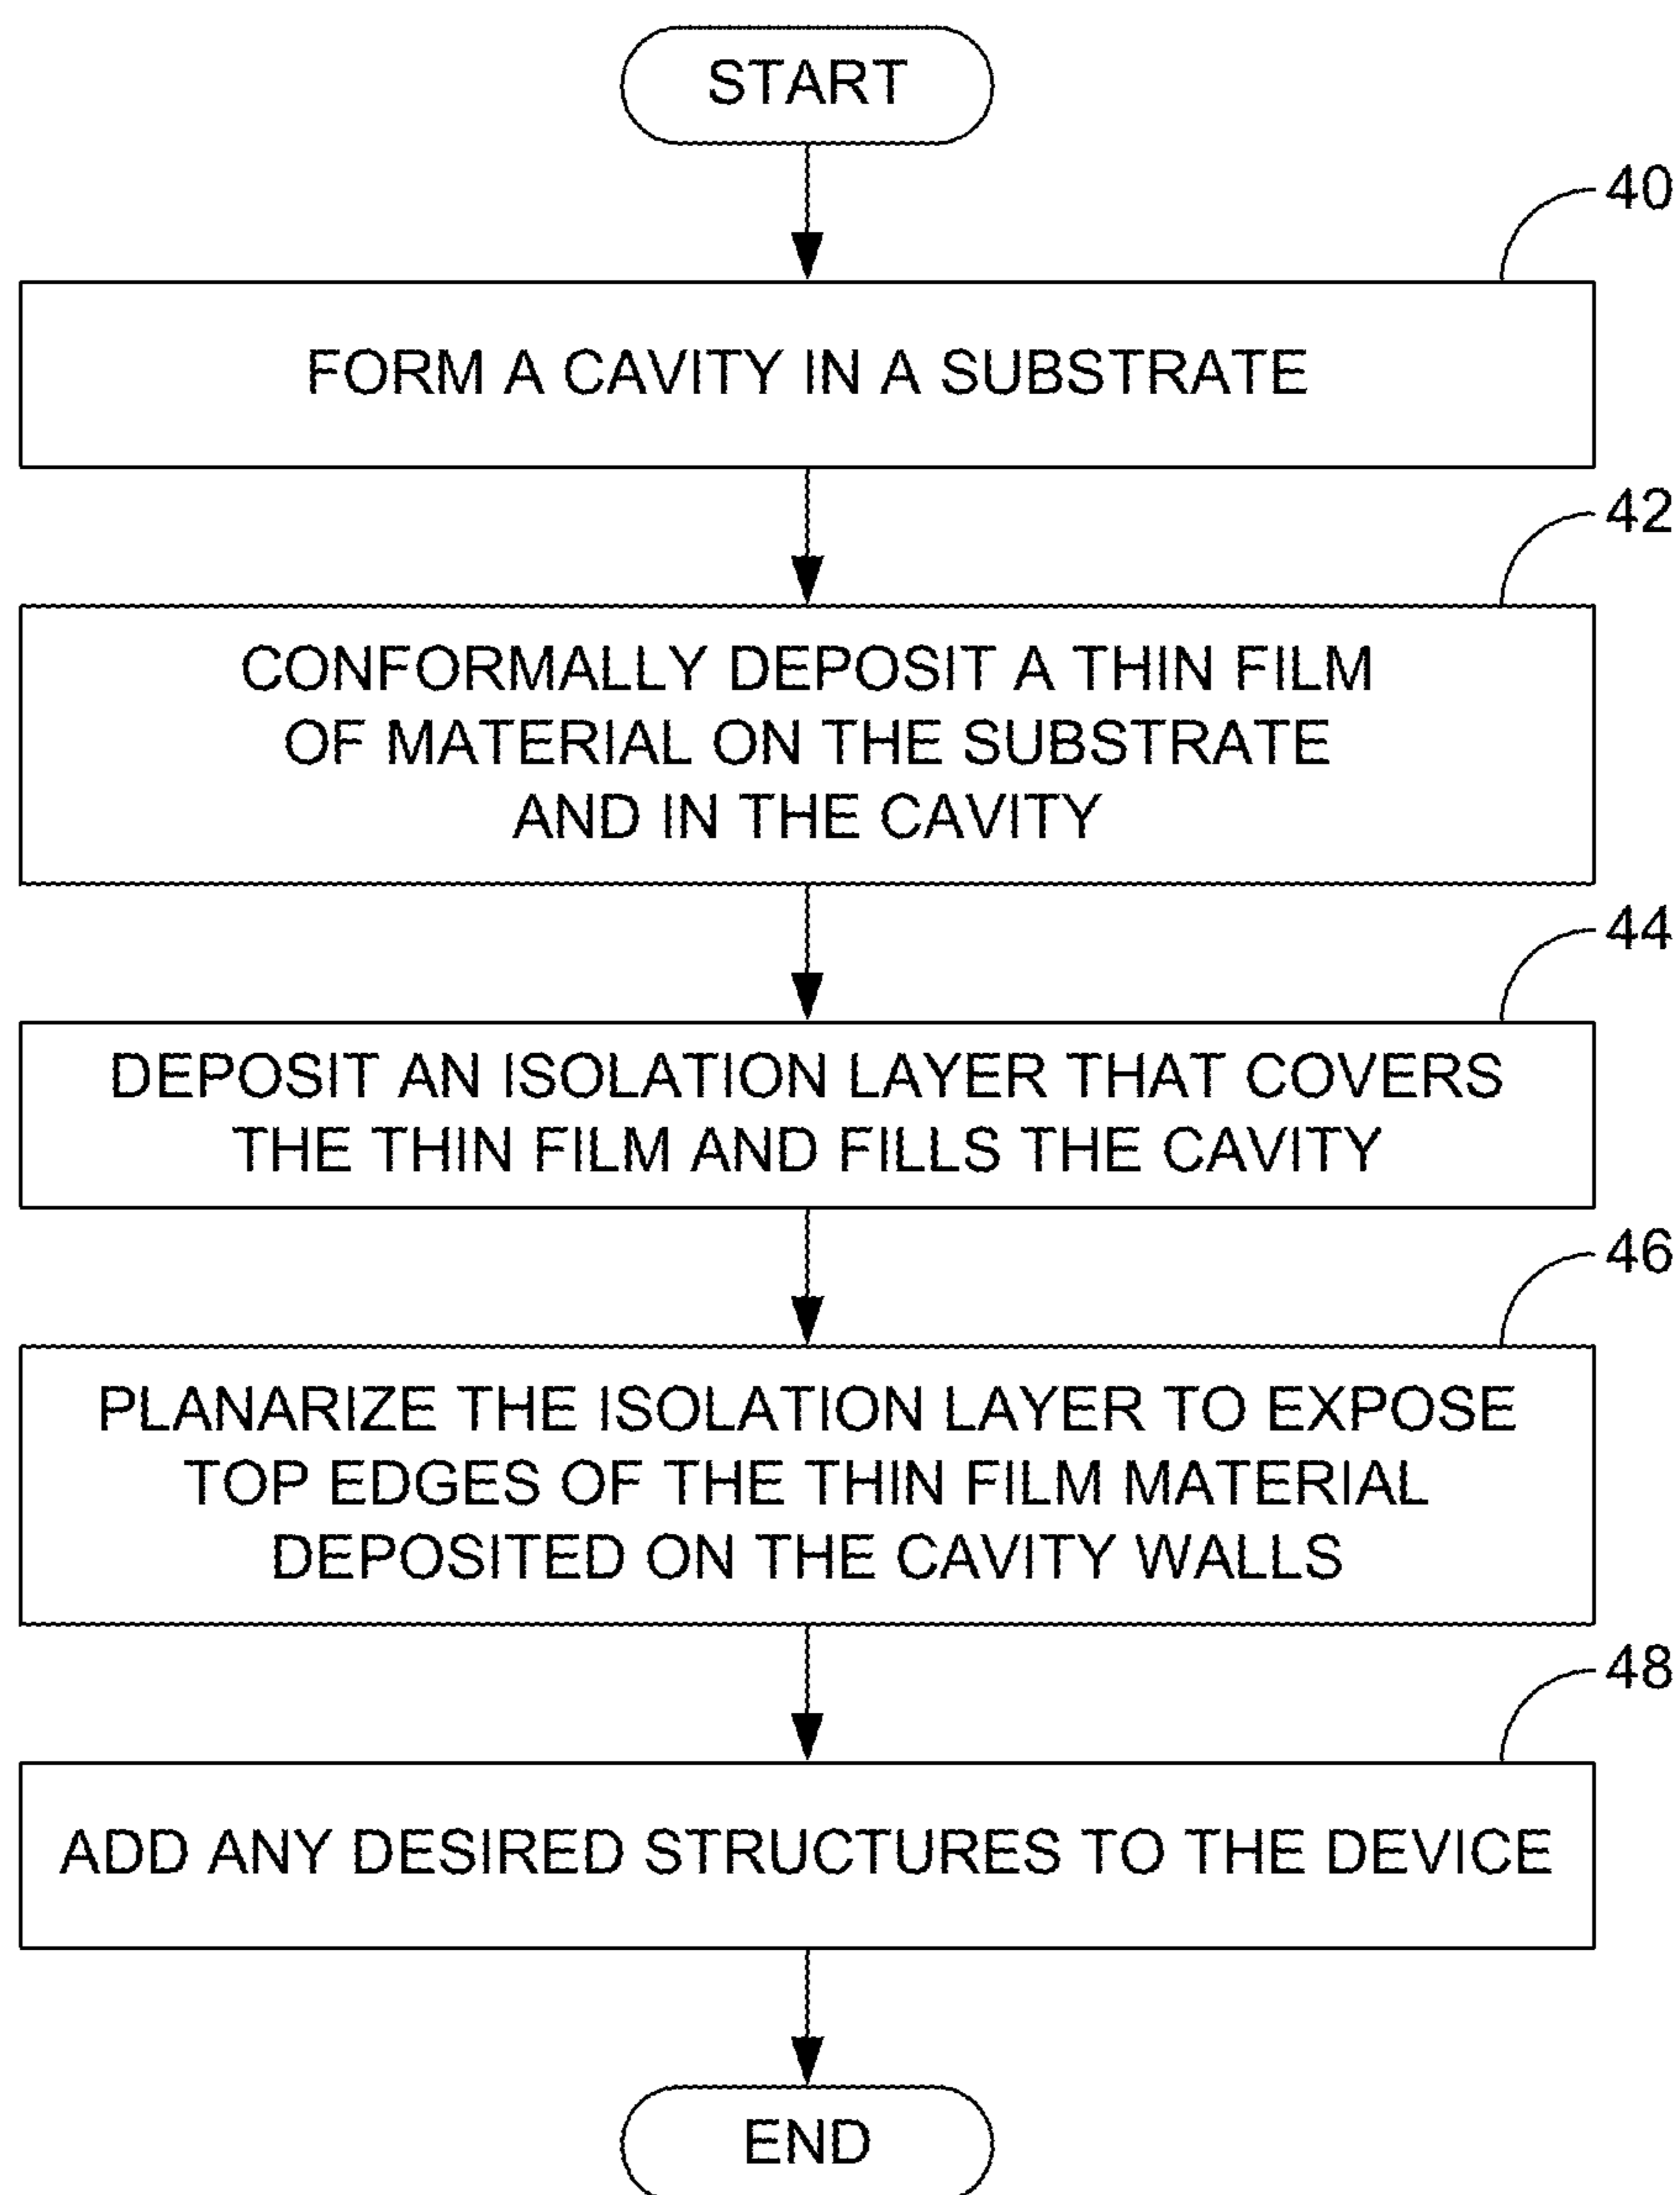 START
40
FORM A CAVITY IN A SUBSTRATE
42
CONFORMALLY DEPOSIT A THIN FILM
OF MATERIAL ON THE SUBSTRATE
AND IN THE CAVITY
44
DEPOSIT AN ISOLATION LAYER THAT COVERS
THE THIN FILM AND FILLS THE CAVITY
46
PLANARIZE THE ISOLATION LAYER TO EXPOSE
TOP EDGES OF THE THIN FILM MATERIAL
DEPOSITED ON THE CAVITY WALLS
48
ADD ANY DESIRED STRUCTURES TO THE DEVICE
END